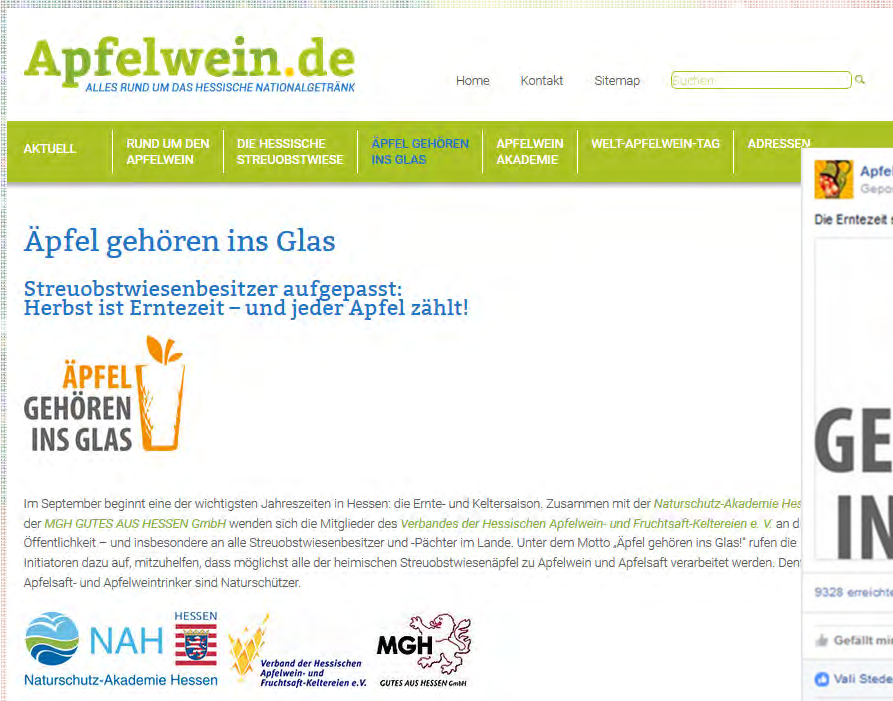 Apfelwein.de
ALLES RUND UM DAS HESSISCHE NATIONALGETRÄNK
Home Kontakt Sitemap Suchen
AKTUELL
RUND UM DEN
APFELWEIN
DIE HESSISCHE
STREUOBSTWIESE
ÄPFEL GEHÖREN
INS GLAS
APFELWEIN
AKADEMIE
WELT-APFELWEIN-TAG
ADRESSEN
Äpfel gehören ins Glas
Streuobstwiesenbesitzer aufgepasst:
Herbst ist Erntezeit – und jeder Apfel zählt!
ÄPFEL
GEHÖREN
INS GLAS
Im September beginnt eine der wichtigsten Jahreszeiten in Hessen: die Ernte- und Keltersaison. Zusammen mit der Naturschutz-Akademie Hes
der MGH GUTES AUS HESSEN GmbH wenden sich die Mitglieder des Verbandes der Hessischen Apfelwein- und Fruchtsaft-Keltereien e. V. an d
Öffentlichkeit – und insbesondere an alle Streuobstwiesenbesitzer und -Pächter im Lande. Unter dem Motto „Äpfel gehören ins Glas!" rufen die
Initiatoren dazu auf, mitzuhelfen, dass möglichst alle der heimischen Streuobstwiesenäpfel zu Apfelwein und Apfelsaft verarbeitet werden. Den
Apfelsaft- und Apfelweintrinker sind Naturschützer.
NAH
HESSEN
Naturschutz-Akademie Hessen
Verband der Hessischen
Apfelwein- und
Fruchtsaft-Keltereien e.V.
MGH
GUTES AUS HESSEN GmbH
Apfel
Gepos
Die Erntezeit s
GE
IN
9328 erreichte
Gefällt mir
Vali Stede